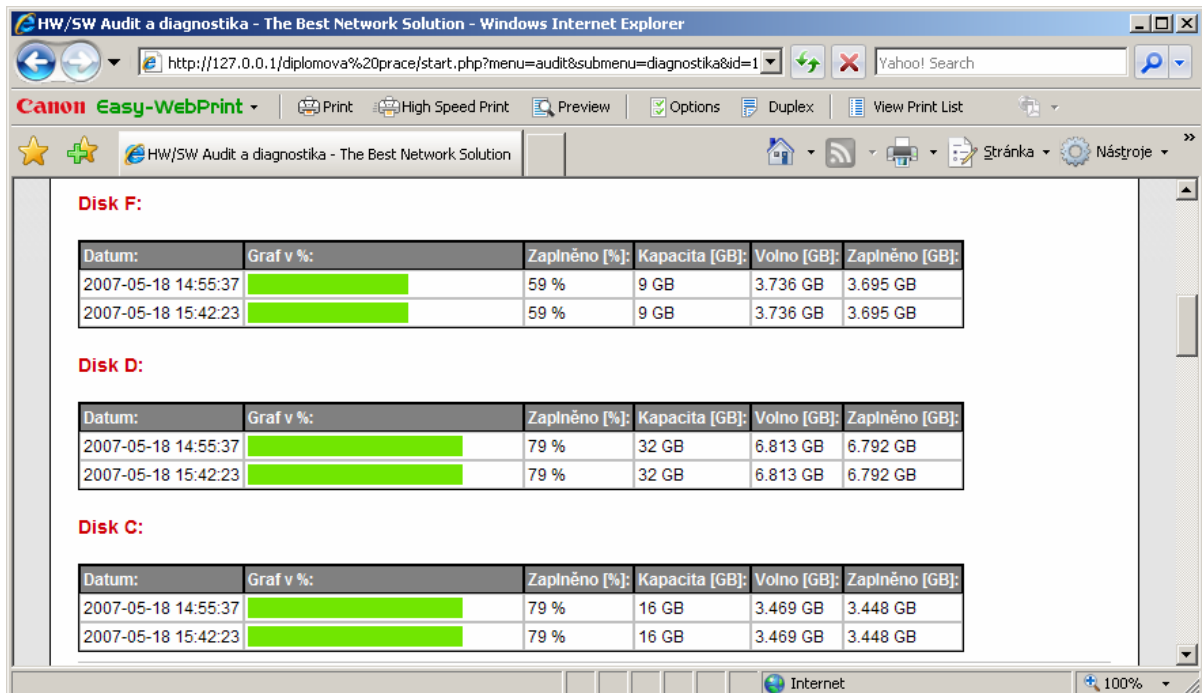 HW/SW Audit a diagnostika - The Best Network Solution - Windows Internet Explorer
http://127.0.0.1/diplomova%20prace/start.php?menu=audit&submenu=diagnostika&id=1
Yahoo! Search
Canon Easy-WebPrint Print High Speed Print Preview Options Duplex View Print List
HW/SW Audit a diagnostika - The Best Network Solution Stránka Nástroje »
Disk F:
Datum: Graf v %: Zaplněno [%]: Kapacita [GB]: Volno [GB]: Zaplněno [GB]:
2007-05-18 14:55:37 59 % 9 GB 3.736 GB 3.695 GB
2007-05-18 15:42:23 59 % 9 GB 3.736 GB 3.695 GB
Disk D:
Datum: Graf v %: Zaplněno [%]: Kapacita [GB]: Volno [GB]: Zaplněno [GB]:
2007-05-18 14:55:37 79 % 32 GB 6.813 GB 6.792 GB
2007-05-18 15:42:23 79 % 32 GB 6.813 GB 6.792 GB
Disk C:
Datum: Graf v %: Zaplněno [%]: Kapacita [GB]: Volno [GB]: Zaplněno [GB]:
2007-05-18 14:55:37 79 % 16 GB 3.469 GB 3.448 GB
2007-05-18 15:42:23 79 % 16 GB 3.469 GB 3.448 GB
Internet 100%